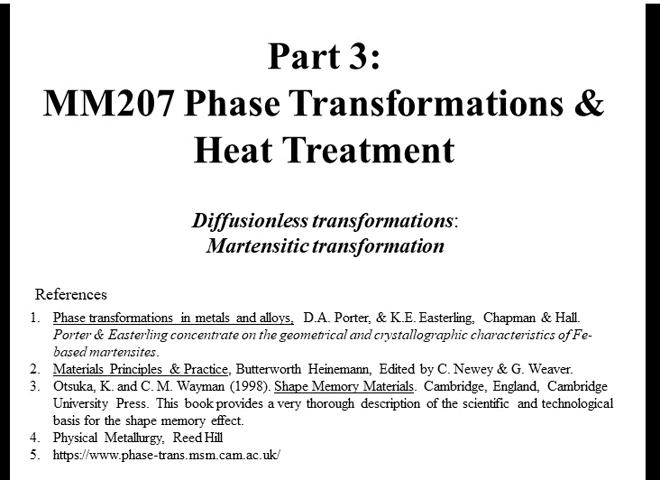 Part 3:
MM207 Phase Transformations &
Heat Treatment
Diffusionless transformations:
Martensitic transformation
References
1. Phase transformations in metals and alloys, D.A. Porter, & K.E. Easterling, Chapman & Hall.
Porter & Easterling concentrate on the geometrical and crystallographic characteristics of Fe-
based martensites.
2. Materials Principles & Practice, Butterworth Heinemann, Edited by C. Newey & G. Weaver.
3. Otsuka, K. and C. M. Wayman (1998). Shape Memory Materials. Cambridge, England, Cambridge
University Press. This book provides a very thorough description of the scientific and technological
basis for the shape memory effect.
4. Physical Metallurgy, Reed Hill
5. https://www.phase-trans.msm.cam.ac.uk/